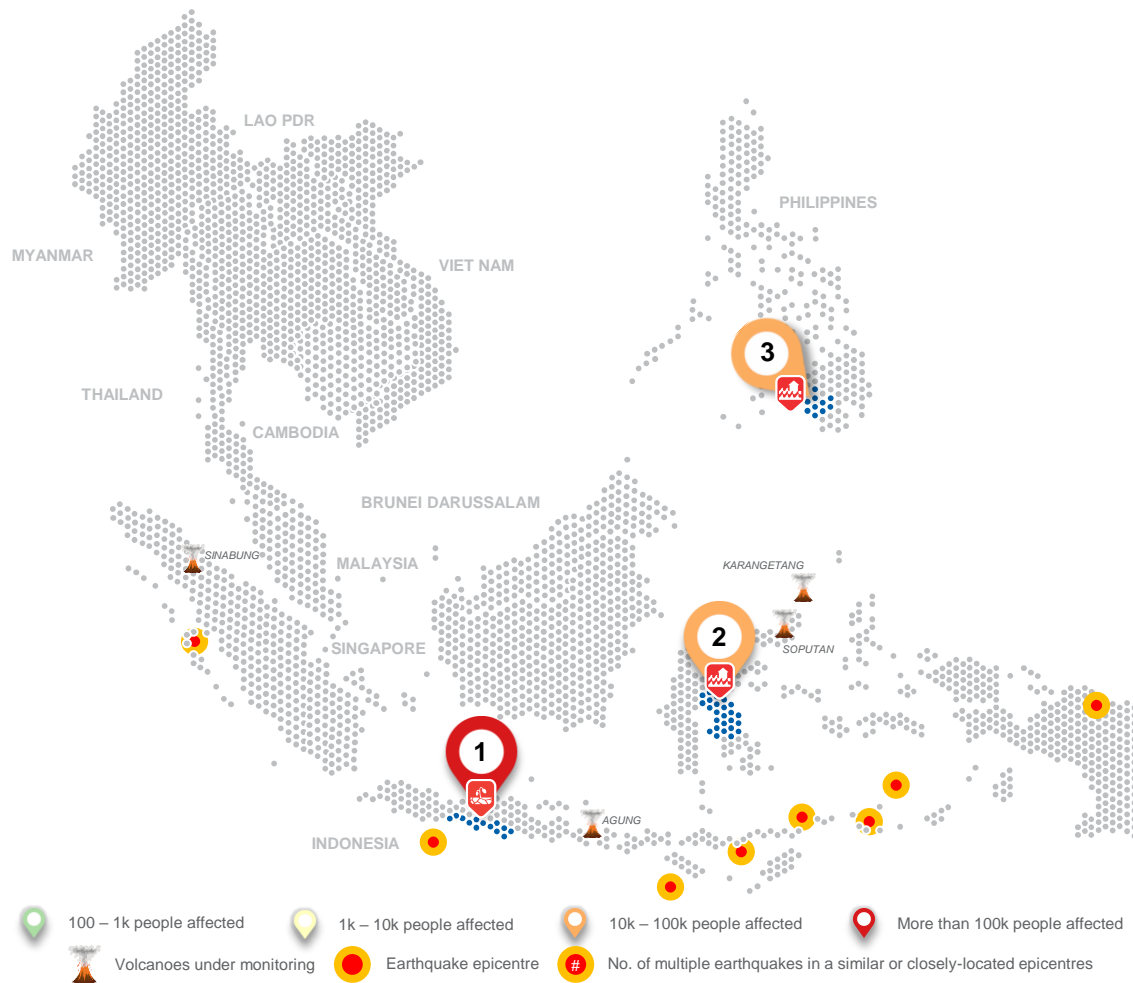 LAO PDR
PHILIPPINES
MYANMAR
VIET NAM
3
THAILAND
CAMBODIA
BRUNEI DARUSSALAM
SINABUNG
MALAYSIA
KARANGETANG
2
SINGAPORE
SOPUTAN
1
AGUNG
INDONESIA
100 – 1k people affected
1k – 10k people affected
10k – 100k people affected
More than 100k people affected
Volcanoes under monitoring
Earthquake epicentre
#
No. of multiple earthquakes in a similar or closely-located epicentres